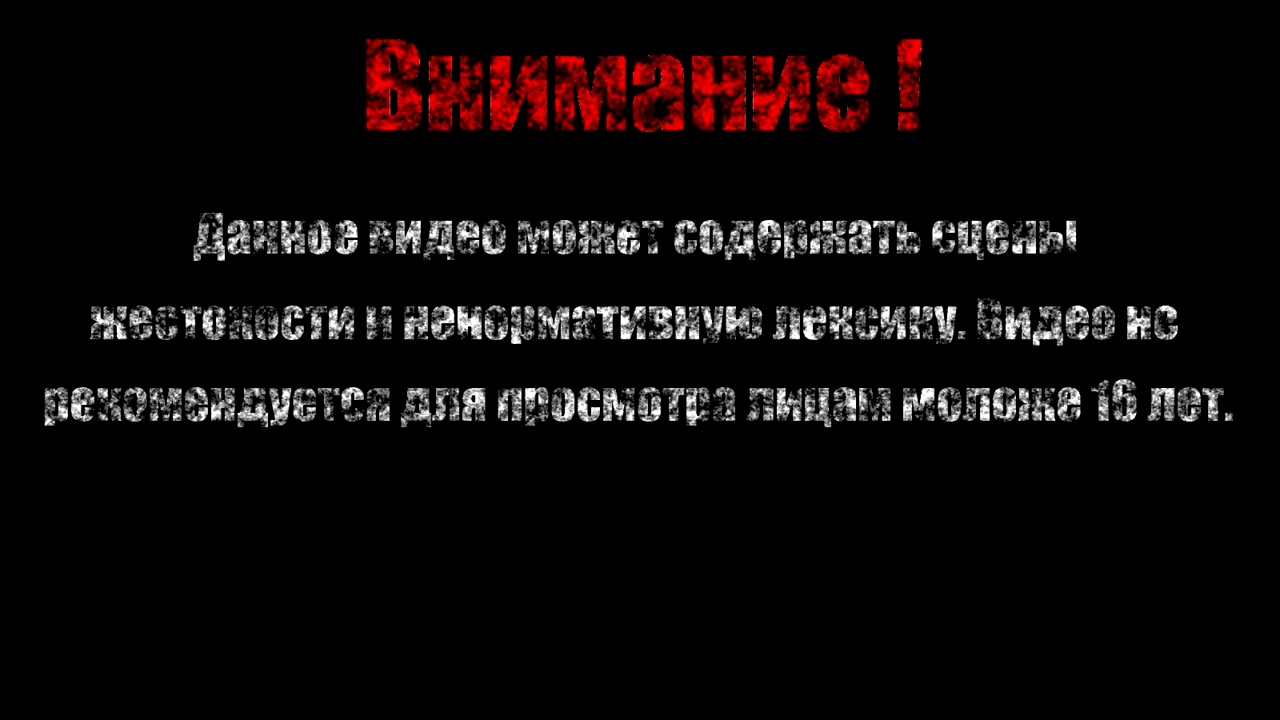 Внимание !
Данное видео может содержать сцены
жестокости и ненормативную лексику. Видео не
рекомендуется для просмотра лицам моложе 16 лет.